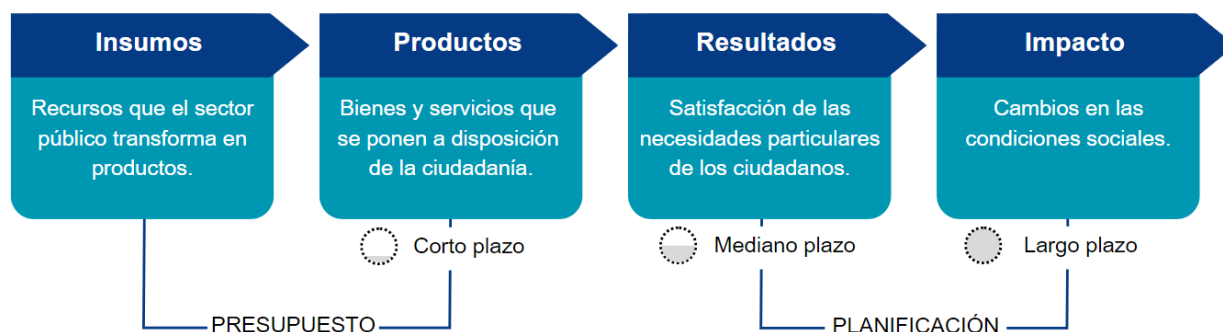 Insumos
Recursos que el sector
público transforma en
productos.
Productos
Bienes y servicios que
se ponen a disposición
de la ciudadanía.
Resultados
Satisfacción de las
necesidades particulares
de los ciudadanos.
Impacto
Cambios en las
condiciones sociales.
Corto plazo
Mediano plazo
Largo plazo
PRESUPUESTO
PLANIFICACIÓN